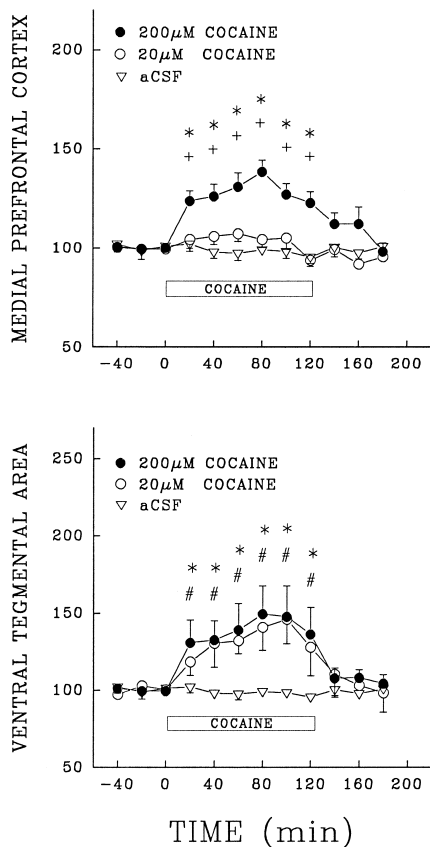 MEDIAL PREFRONTAL CORTEX
200
150
100
50
200µM COCAINE
20µM COCAINE
aCSF
* * * * * *
+ + + + + +
COCAINE
-40 0 40 80 120 160 200
VENTRAL TEGMENTAL AREA
250
200
150
100
50
200µM COCAINE
20µM COCAINE
aCSF
* * * * * *
# # # # # #
COCAINE
-40 0 40 80 120 160 200
TIME (min)